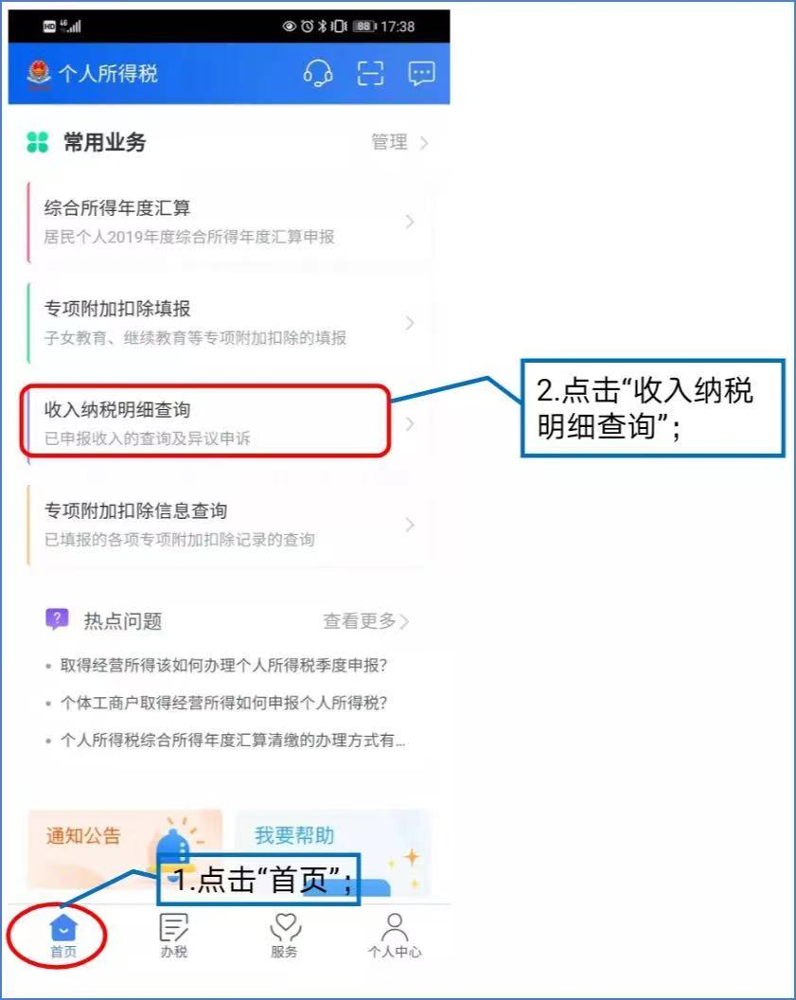 HD 46 88 17:38
个人所得税
常用业务 管理
综合所得年度汇算
居民个人2019年度综合所得年度汇算申报
专项附加扣除填报
子女教育、继续教育等专项附加扣除的填报
收入纳税明细查询
已申报收入的查询及异议申诉
2.点击“收入纳税
明细查询”；
专项附加扣除信息查询
已填报的各项专项附加扣除记录的查询
热点问题 查看更多
• 取得经营所得该如何办理个人所得税季度申报？
• 个体工商户取得经营所得如何申报个人所得税？
• 个人所得税综合所得年度汇算清缴的办理方式有...
通知公告 我要帮助
1.点击“首页”；
首页 办税 服务 个人中心